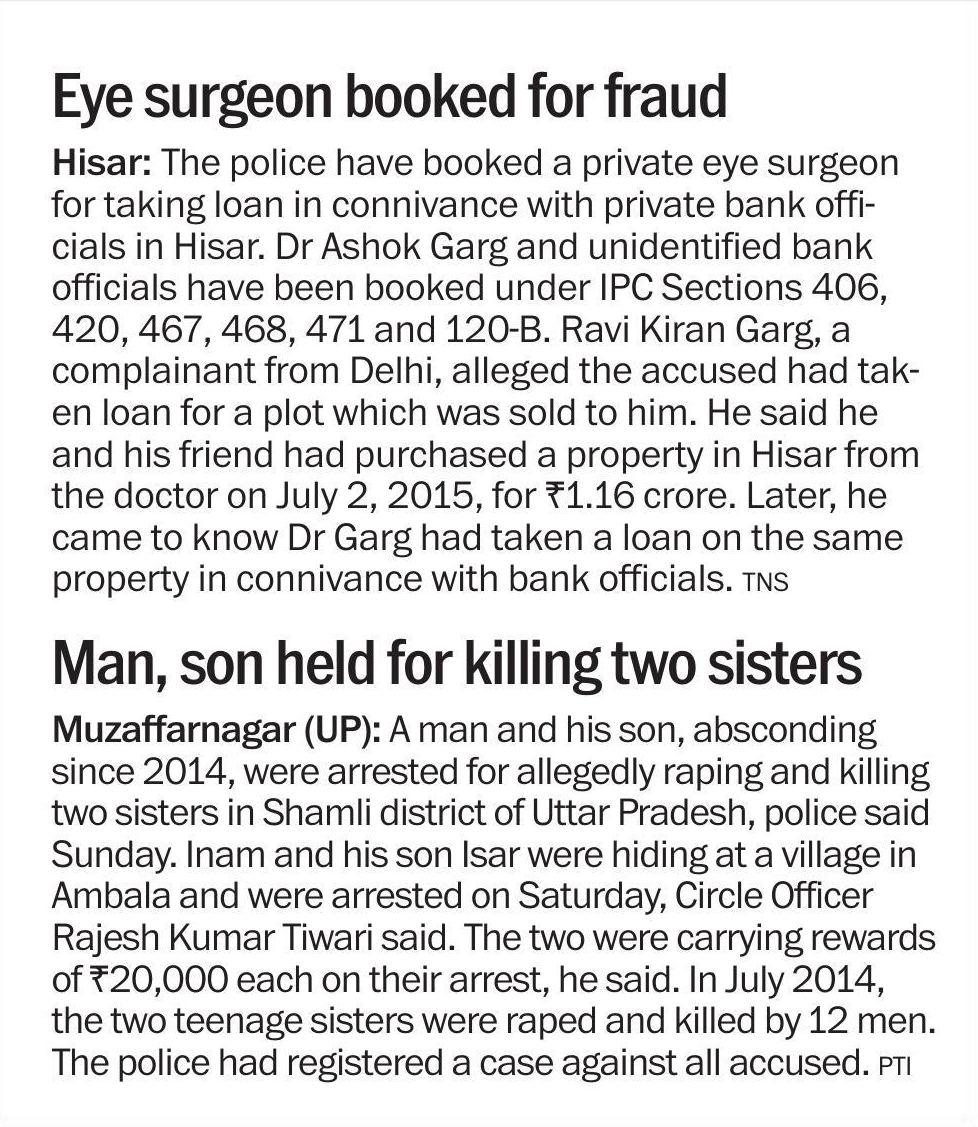 Eye surgeon booked for fraud
Hisar: The police have booked a private eye surgeon
for taking loan in connivance with private bank offi-
cials in Hisar. Dr Ashok Garg and unidentified bank
officials have been booked under IPC Sections 406,
420, 467, 468, 471 and 120-B. Ravi Kiran Garg, a
complainant from Delhi, alleged the accused had tak-
en loan for a plot which was sold to him. He said he
and his friend had purchased a property in Hisar from
the doctor on July 2, 2015, for ₹1.16 crore. Later, he
came to know Dr Garg had taken a loan on the same
property in connivance with bank officials. TNS
Man, son held for killing two sisters
Muzaffarnagar (UP): A man and his son, absconding
since 2014, were arrested for allegedly raping and killing
two sisters in Shamli district of Uttar Pradesh, police said
Sunday. Inam and his son Isar were hiding at a village in
Ambala and were arrested on Saturday, Circle Officer
Rajesh Kumar Tiwari said. The two were carrying rewards
of ₹20,000 each on their arrest, he said. In July 2014,
the two teenage sisters were raped and killed by 12 men.
The police had registered a case against all accused. PTI